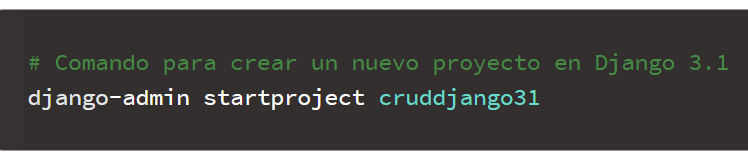 # Comando para crear un nuevo proyecto en Django 3.1
django-admin startproject cruddjango31